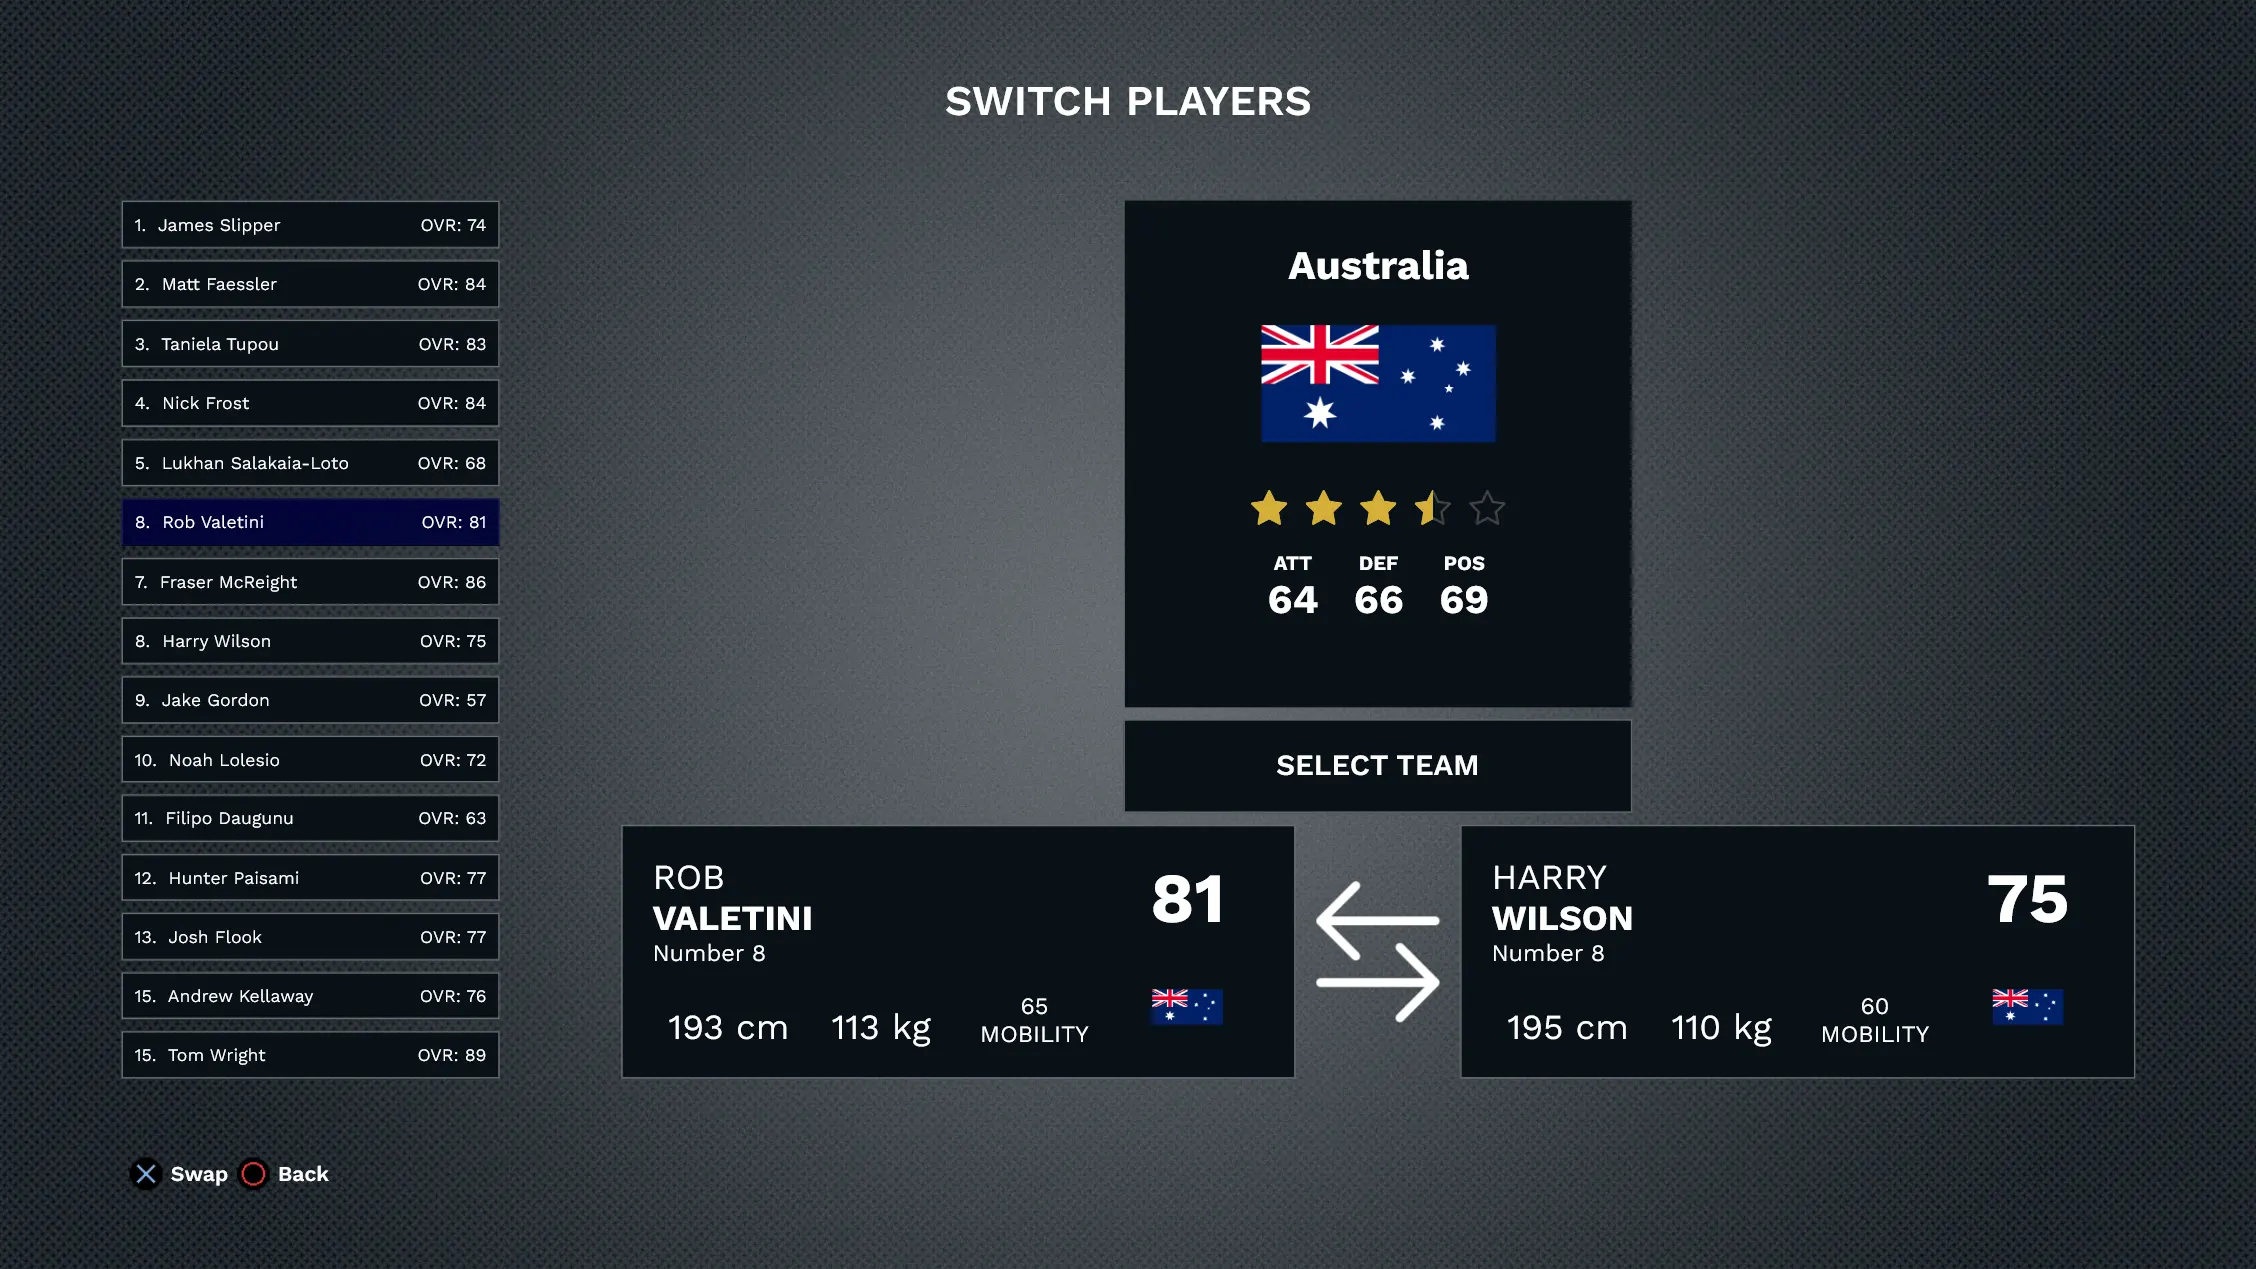 SWITCH PLAYERS
1. James Slipper OVR: 74
2. Matt Faessler OVR: 84
3. Taniela Tupou OVR: 83
4. Nick Frost OVR: 84
5. Lukhan Salakaia-Loto OVR: 68
8. Rob Valetini OVR: 81
7. Fraser McReight OVR: 86
8. Harry Wilson OVR: 75
9. Jake Gordon OVR: 57
10. Noah Lolesio OVR: 72
11. Filipo Daugunu OVR: 63
12. Hunter Paisami OVR: 77
13. Josh Flook OVR: 77
15. Andrew Kellaway OVR: 76
15. Tom Wright OVR: 89
Australia
ATT DEF POS
64 66 69
SELECT TEAM
ROB
VALETINI
Number 8
81
193 cm 113 kg 65 MOBILITY
HARRY
WILSON
Number 8
75
195 cm 110 kg 60 MOBILITY
Swap Back